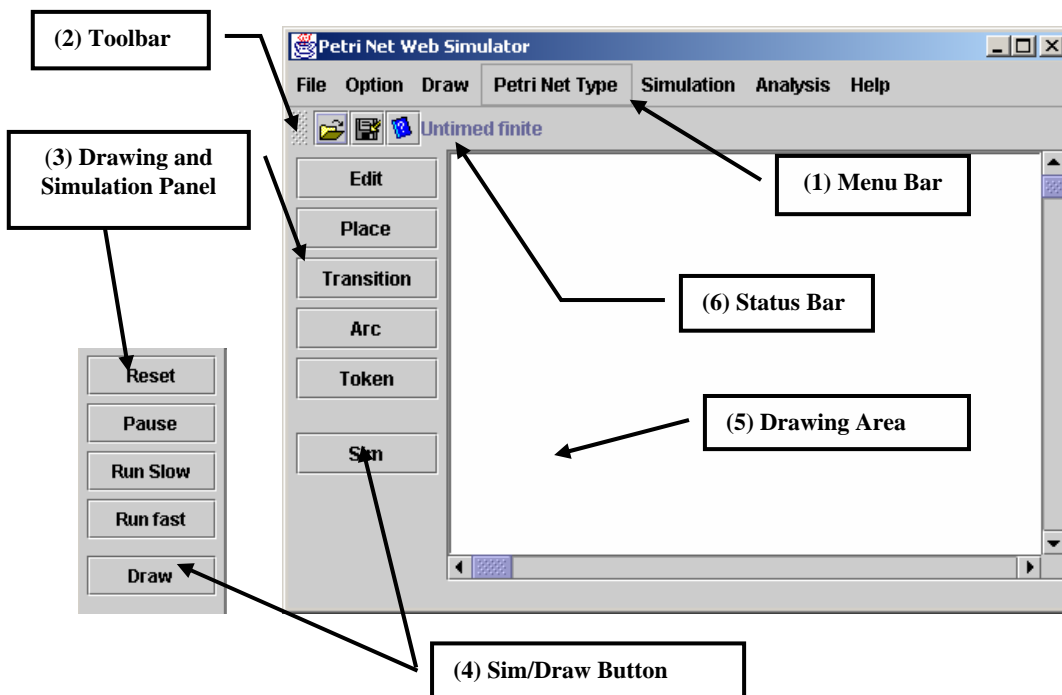 (2) Toolbar
Petri Net Web Simulator
File Option Draw Petri Net Type Simulation Analysis Help
Untimed finite
(3) Drawing and
Simulation Panel
(1) Menu Bar
Edit
Place
Transition
Arc
Token
Sim
(6) Status Bar
(5) Drawing Area
Reset
Pause
Run Slow
Run fast
Draw
(4) Sim/Draw Button